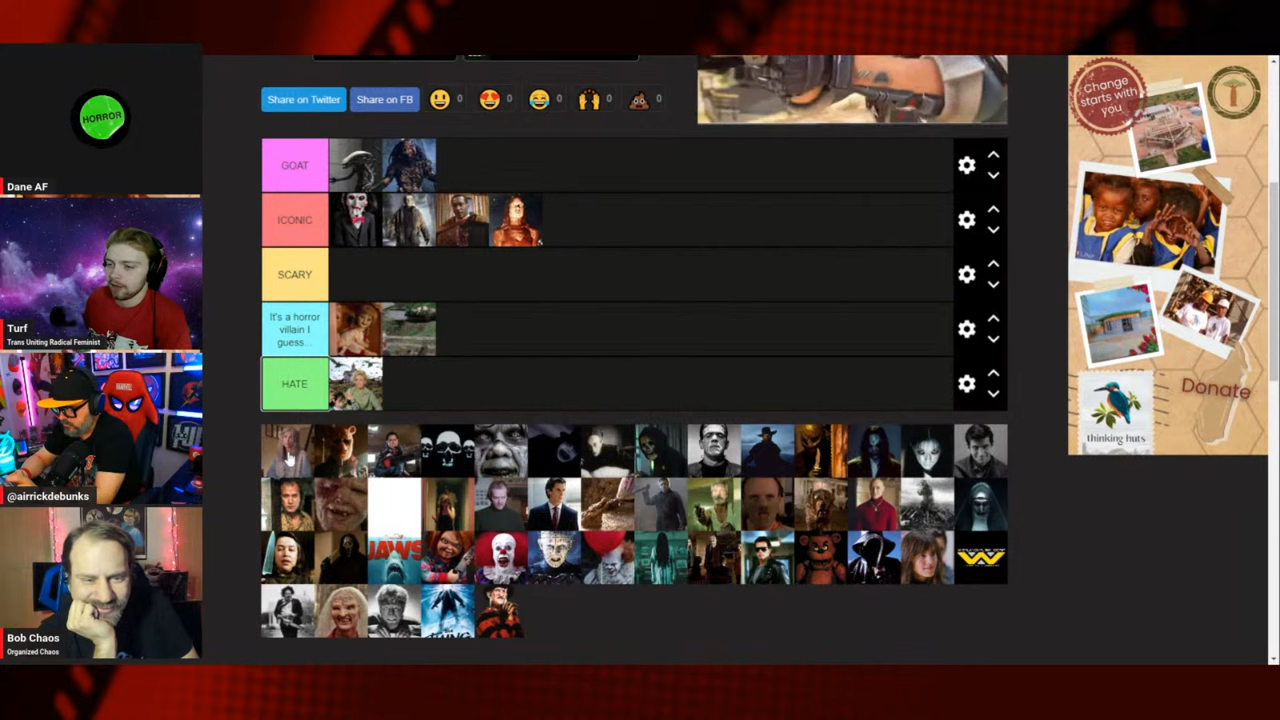 HORROR
Dane AF
Turf
Trans Uniting Radical Feminist
@airrickdebunks
Bob Chaos
Organized Chaos
Share on Twitter
Share on FB
0
0
0
0
0
GOAT
ICONIC
SCARY
It's a horror
villain I
guess...
HATE
JAWS
THING
Change
starts with
you
Donate
thinking huts